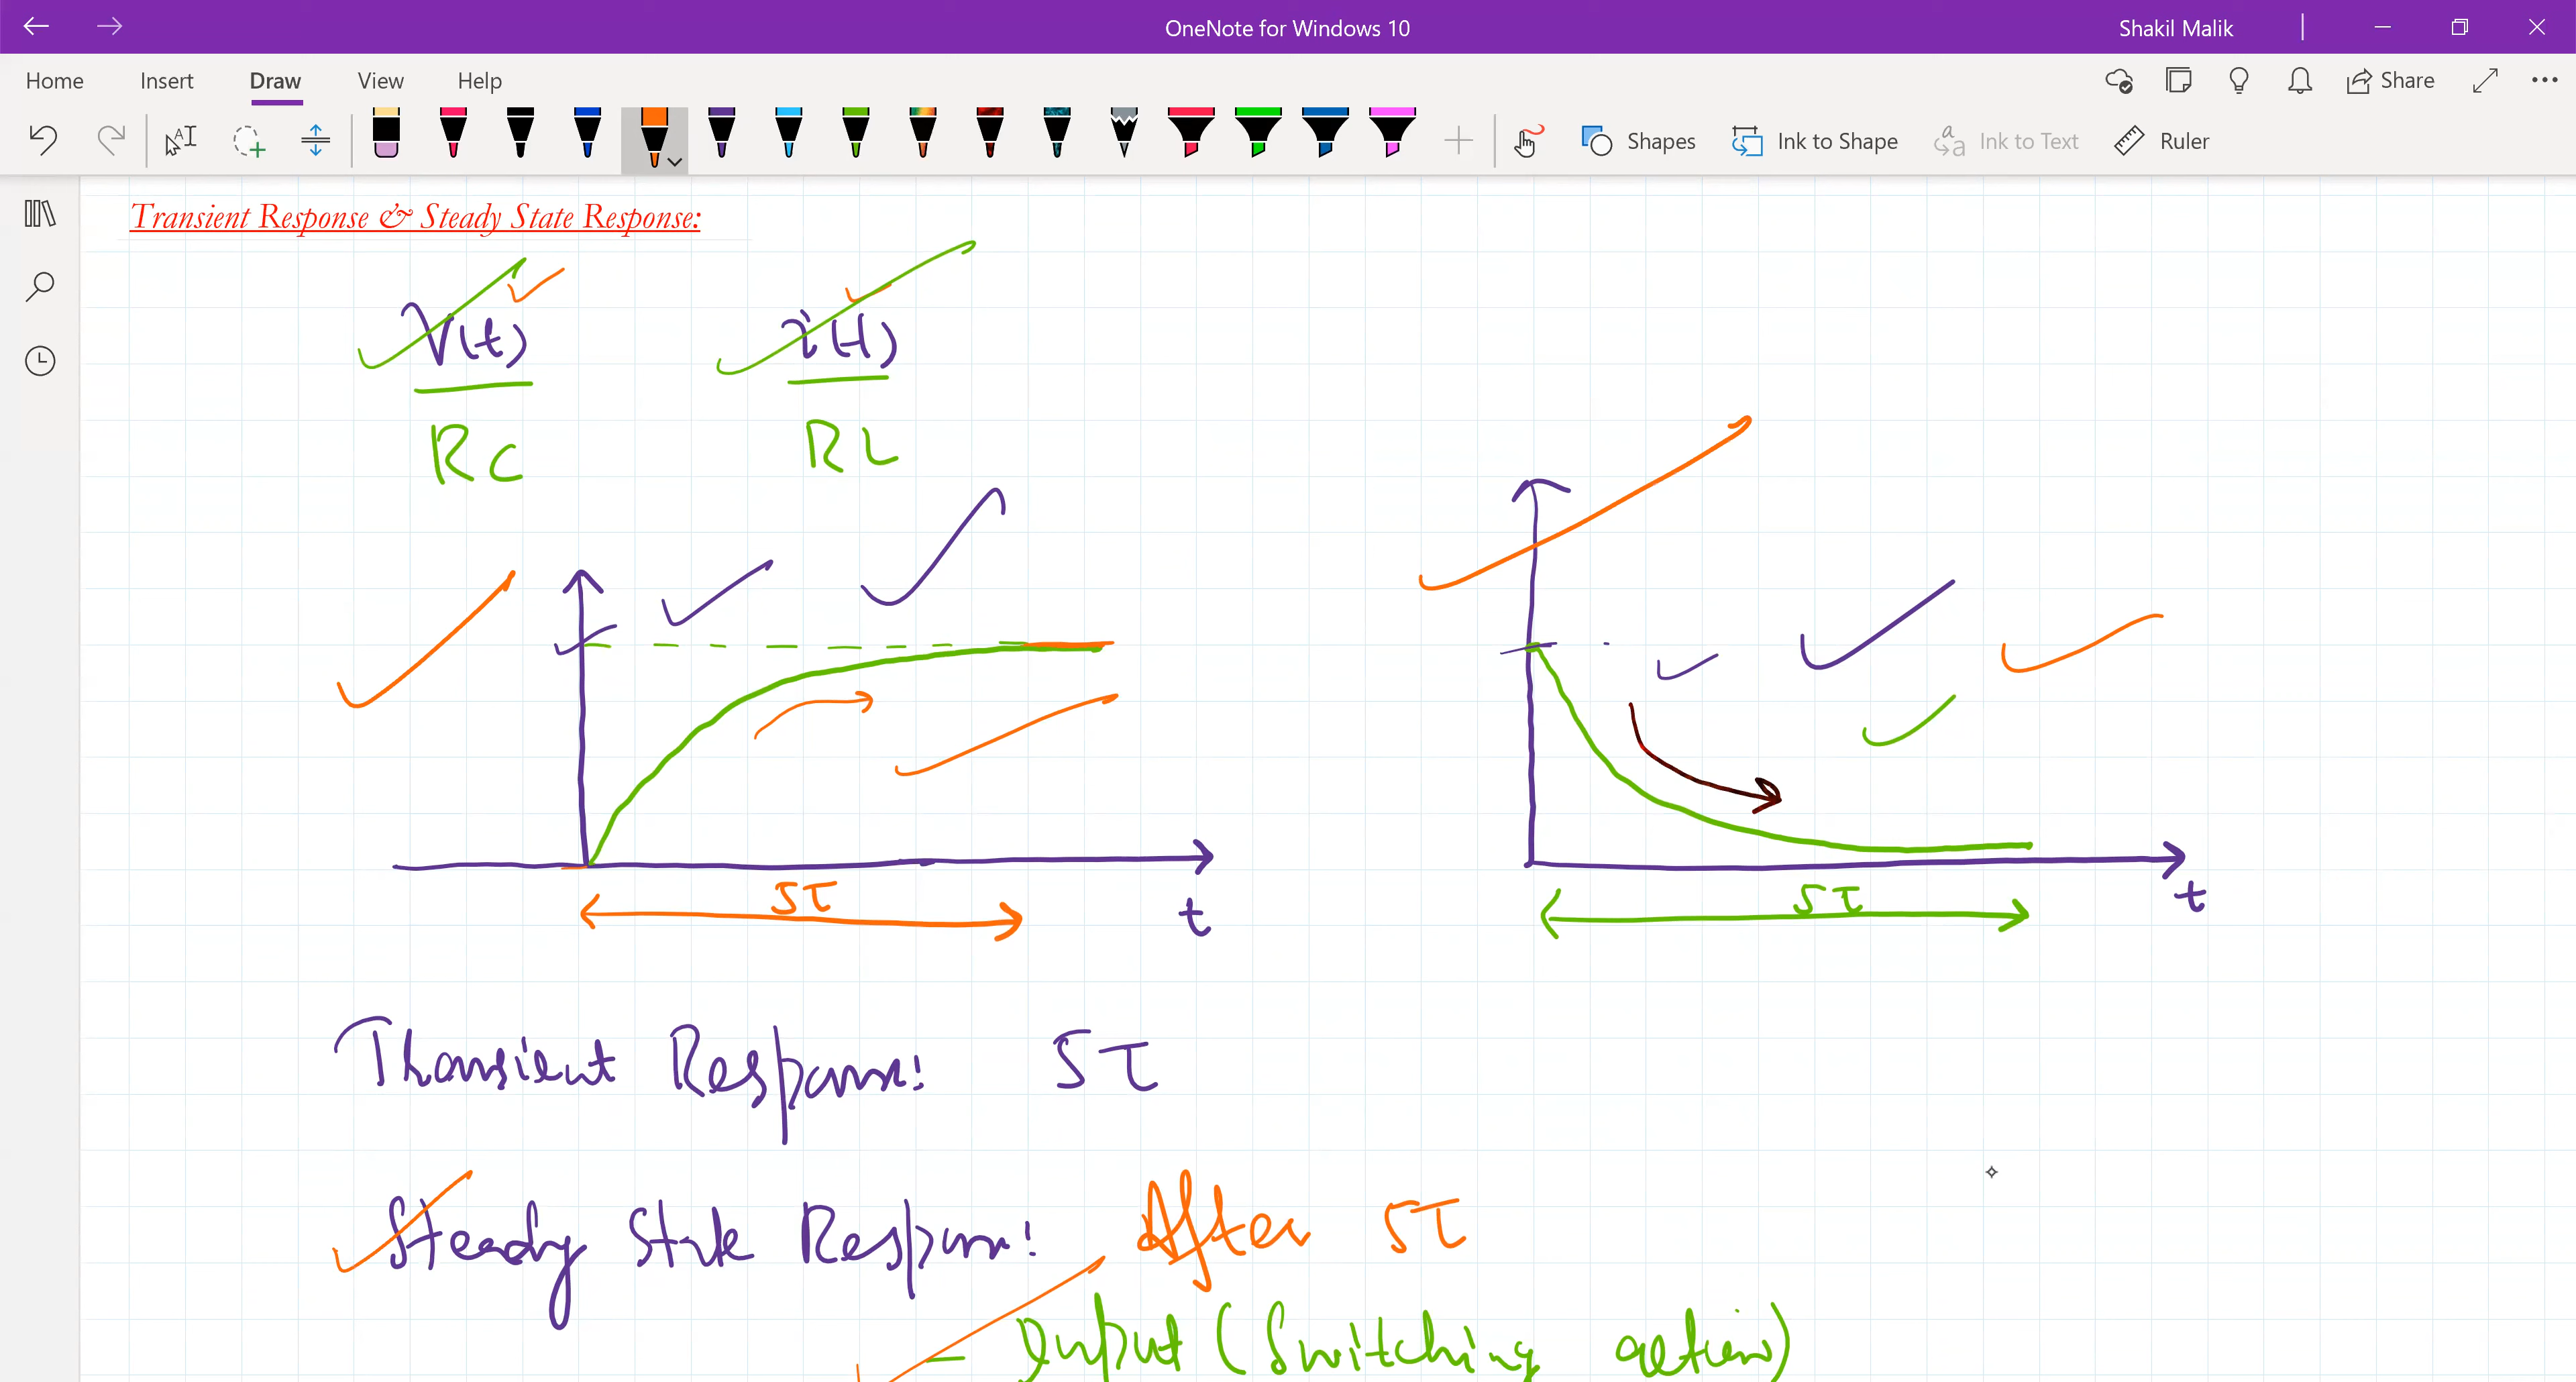 OneNote for Windows 10
Shakil Malik
Home Insert Draw View Help
Share
Shapes Ink to Shape Ink to Text Ruler
Transient Response & Steady State Response:
V(t) i(t)
RC RL
5τ t
5τ t
Transient Response: 5τ
Steady State Response: After 5τ
- Input (Switching action)